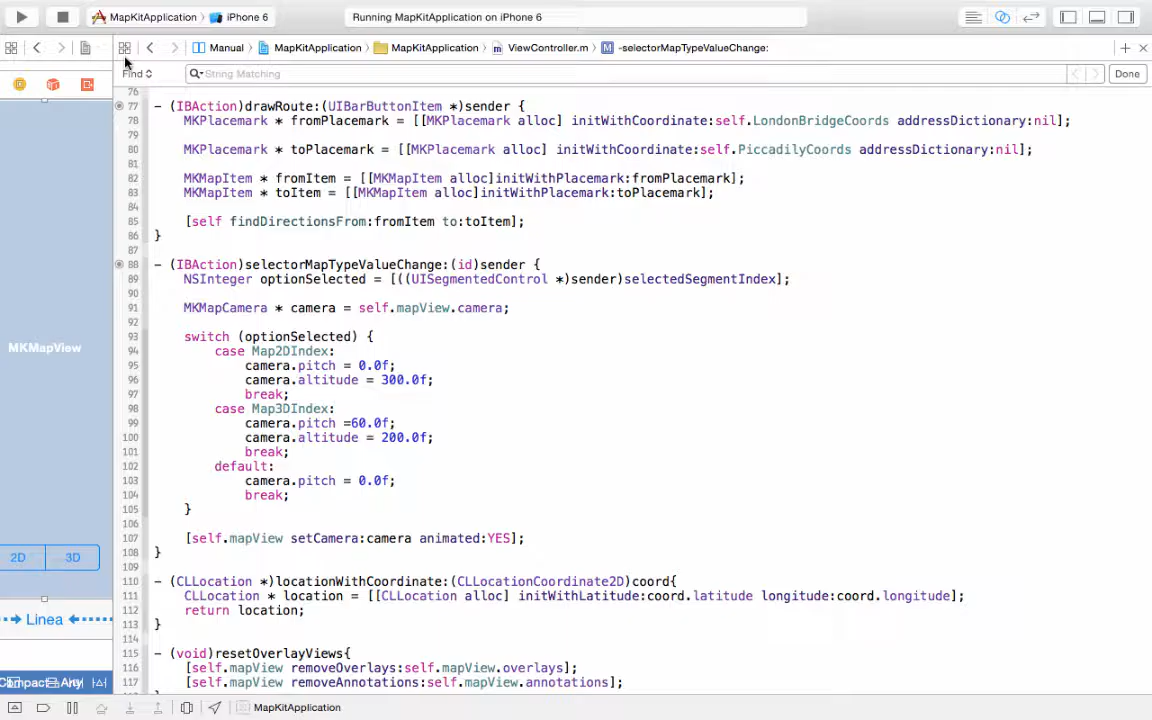 MapKitApplication iPhone 6 Running MapKitApplication on iPhone 6
Manual MapKitApplication MapKitApplication ViewController.m M -selectorMapTypeValueChange:
Find String Matching Done
76
77 - (IBAction)drawRoute:(UIBarButtonItem *)sender {
78 MKPlacemark * fromPlacemark = [[MKPlacemark alloc] initWithCoordinate:self.LondonBridgeCoords addressDictionary:nil];
79
80 MKPlacemark * toPlacemark = [[MKPlacemark alloc] initWithCoordinate:self.PiccadilyCoords addressDictionary:nil];
81
82 MKMapItem * fromItem = [[MKMapItem alloc]initWithPlacemark:fromPlacemark];
83 MKMapItem * toItem = [[MKMapItem alloc]initWithPlacemark:toPlacemark];
84
85 [self findDirectionsFrom:fromItem to:toItem];
86 }
87
88 - (IBAction)selectorMapTypeValueChange:(id)sender {
89 NSInteger optionSelected = [((UISegmentedControl *)sender)selectedSegmentIndex];
90
91 MKMapCamera * camera = self.mapView.camera;
92
93 switch (optionSelected) {
94 case Map2DIndex:
95 camera.pitch = 0.0f;
96 camera.altitude = 300.0f;
97 break;
98 case Map3DIndex:
99 camera.pitch =60.0f;
100 camera.altitude = 200.0f;
101 break;
102 default:
103 camera.pitch = 0.0f;
104 break;
105 }
106
107 [self.mapView setCamera:camera animated:YES];
108 }
109
110 - (CLLocation *)locationWithCoordinate:(CLLocationCoordinate2D)coord{
111 CLLocation * location = [[CLLocation alloc] initWithLatitude:coord.latitude longitude:coord.longitude];
112 return location;
113 }
114
115 - (void)resetOverlayViews{
116 [self.mapView removeOverlays:self.mapView.overlays];
117 [self.mapView removeAnnotations:self.mapView.annotations];
MKMapView
2D 3D
Linea
Compact Any
MapKitApplication